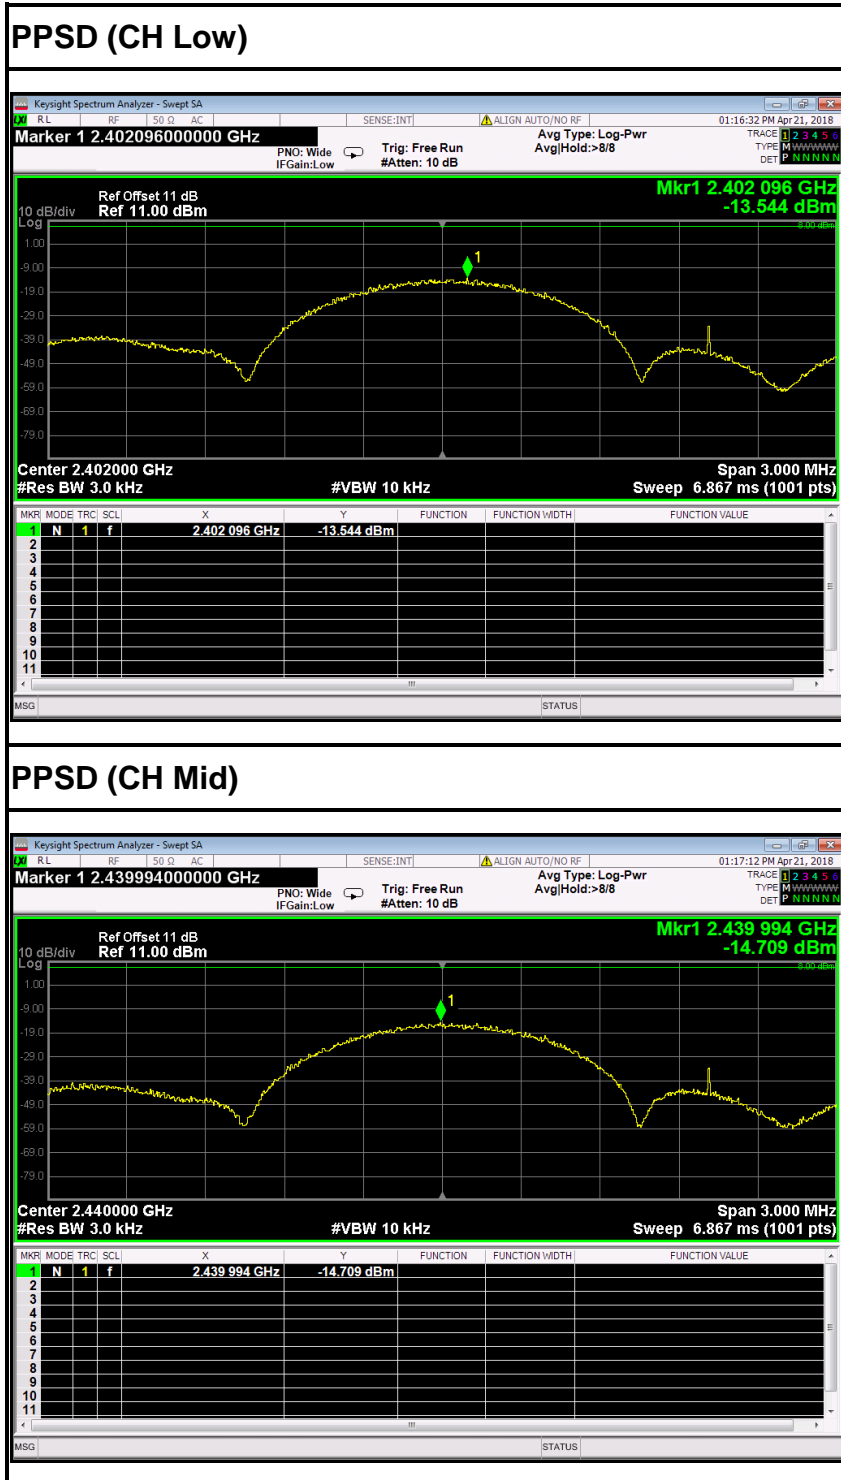 PPSD (CH Low)
Keysight Spectrum Analyzer - Swept SA
LXI RL RF 50 Ω AC SENSE:INT ALIGN AUTO/NO RF 01:16:32 PM Apr 21, 2018
Marker 1 2.402096000000 GHz
PNO: Wide
IFGain:Low
Trig: Free Run
#Atten: 10 dB
Avg Type: Log-Pwr
Avg|Hold:>8/8
TRACE 1 2 3 4 5 6
TYPE M WWWWW
DET P N N N N N
Mkr1 2.402 096 GHz
-13.544 dBm
Ref Offset 11 dB
10 dB/div Ref 11.00 dBm
Log
8.00 dBm
1.00
1
-9.00
-19.0
-29.0
-39.0
-49.0
-59.0
-69.0
-79.0
Center 2.402000 GHz Span 3.000 MHz
#Res BW 3.0 kHz #VBW 10 kHz Sweep 6.867 ms (1001 pts)
MKR MODE TRC SCL X Y FUNCTION FUNCTION WIDTH FUNCTION VALUE
1 N 1 f 2.402 096 GHz -13.544 dBm
2
3
4
5
6
7
8
9
10
11
MSG STATUS
PPSD (CH Mid)
Keysight Spectrum Analyzer - Swept SA
LXI RL RF 50 Ω AC SENSE:INT ALIGN AUTO/NO RF 01:17:12 PM Apr 21, 2018
Marker 1 2.439994000000 GHz
PNO: Wide
IFGain:Low
Trig: Free Run
#Atten: 10 dB
Avg Type: Log-Pwr
Avg|Hold:>8/8
TRACE 1 2 3 4 5 6
TYPE M WWWWW
DET P N N N N N
Mkr1 2.439 994 GHz
-14.709 dBm
Ref Offset 11 dB
10 dB/div Ref 11.00 dBm
Log
8.00 dBm
1.00
1
-9.00
-19.0
-29.0
-39.0
-49.0
-59.0
-69.0
-79.0
Center 2.440000 GHz Span 3.000 MHz
#Res BW 3.0 kHz #VBW 10 kHz Sweep 6.867 ms (1001 pts)
MKR MODE TRC SCL X Y FUNCTION FUNCTION WIDTH FUNCTION VALUE
1 N 1 f 2.439 994 GHz -14.709 dBm
2
3
4
5
6
7
8
9
10
11
MSG STATUS